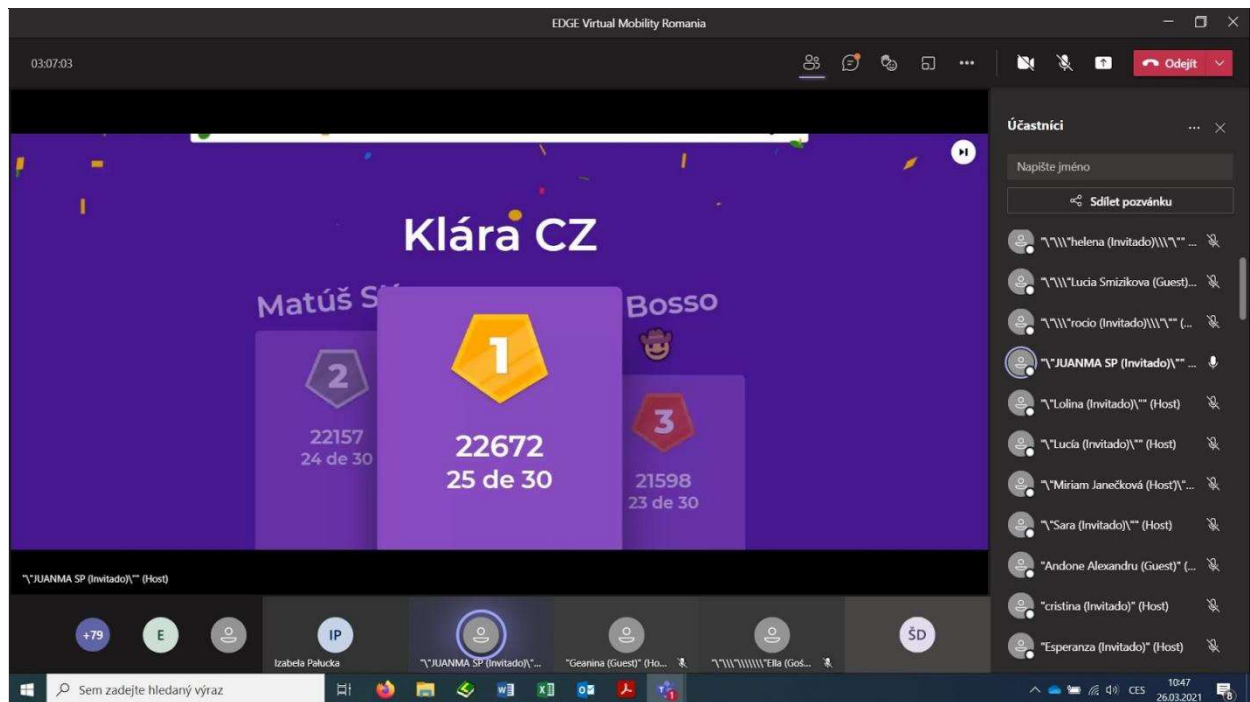 EDGE Virtual Mobility Romania
03:07:03
Odejít
Klára CZ
Matúš
Bosso
1
2
3
22672
25 de 30
22157
24 de 30
21598
23 de 30
"\"JUANMA SP (Invitado)\"" (Host)
Účastníci
Napište jméno
Sdílet pozvánku
"\"\\\"helena (Invitado)\\\"\"" ...
"\"\\\"Lucia Smizikova (Guest)...
"\"\\\"rocio (Invitado)\\\"\"" (...
"\"JUANMA SP (Invitado)\"" ...
"\"Lolina (Invitado)\"" (Host)
"\"Lucía (Invitado)\"" (Host)
"\"Miriam Janečková (Host)\"...
"\"Sara (Invitado)\"" (Host)
"Andone Alexandru (Guest)" (...
"cristina (Invitado)" (Host)
"Esperanza (Invitado)" (Host)
+79
E
IP
ŠD
Izabela Pałucka
"\"JUANMA SP (Invitado)\"...
"Geanina (Guest)" (Ho...
"\"\\\"\\\\\\\"Ella (Goś...
Sem zadejte hledaný výraz
CES
10:47
26.03.2021
8